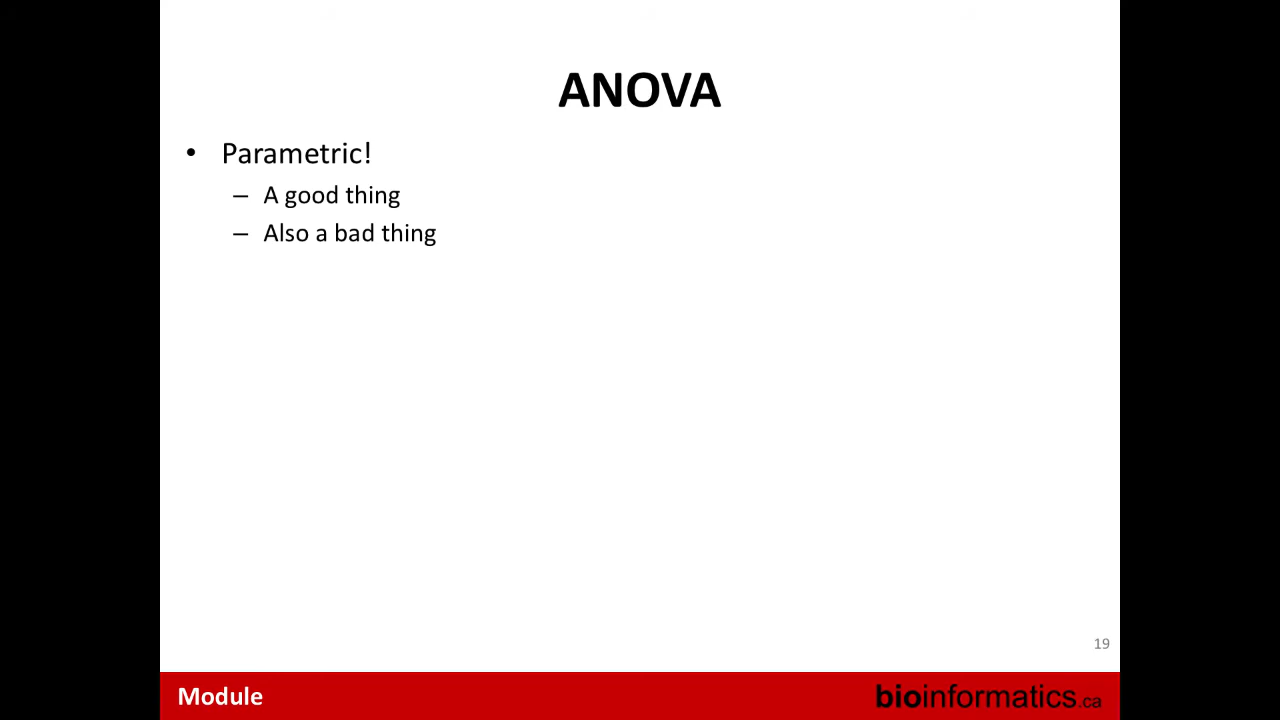 ANOVA
• Parametric!
– A good thing
– Also a bad thing
19
Module
bioinformatics.ca